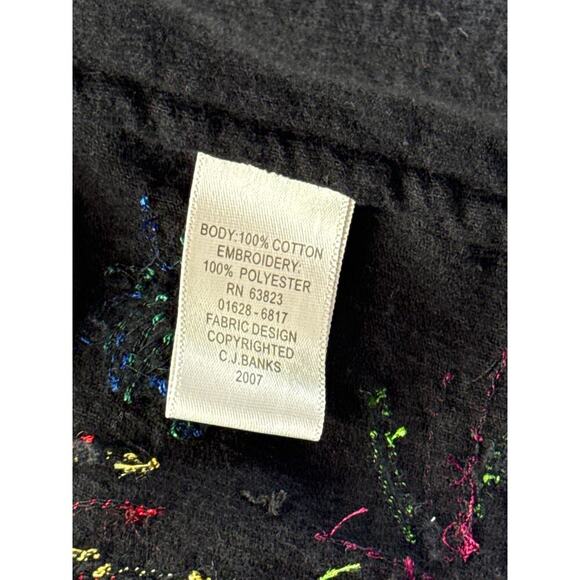 BODY:100% COTTON
EMBROIDERY:
100% POLYESTER
RN 63823
01628-6817
FABRIC DESIGN
COPYRIGHTED
C.J.BANKS
2007